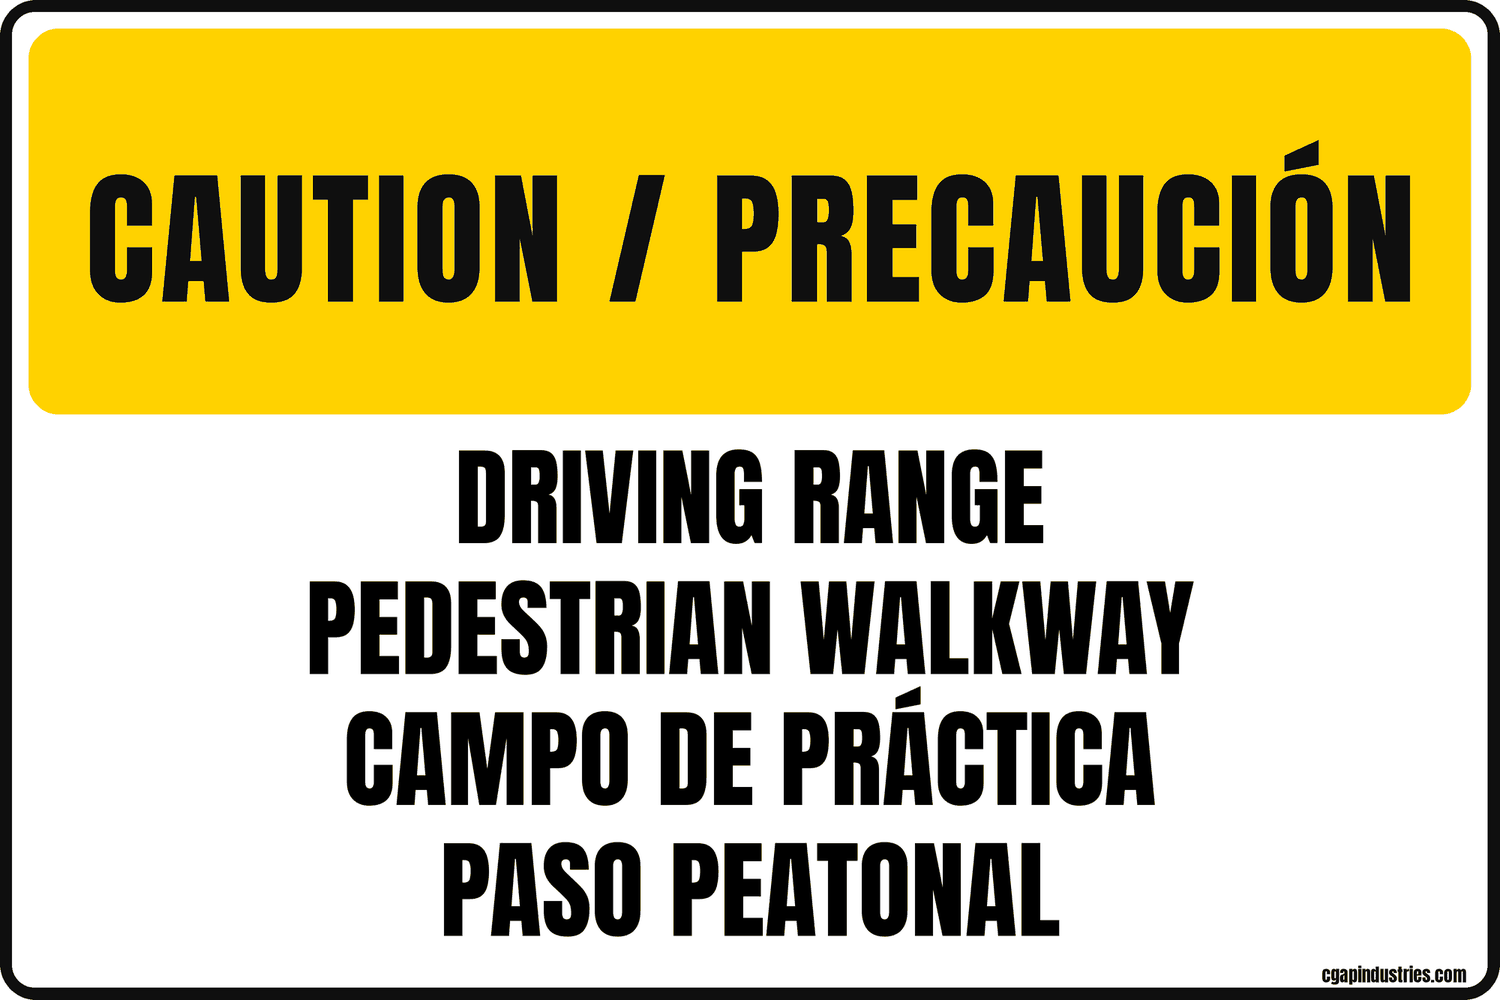 CAUTION / PRECAUCIÓN
DRIVING RANGE
PEDESTRIAN WALKWAY
CAMPO DE PRÁCTICA
PASO PEATONAL
cgapindustries.com